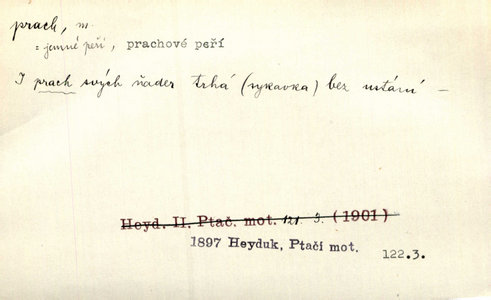 prach, m.
= jemné peří, prachové peří
I prach svých ňader trhá (sykavka) bez ustání —
Heyd. II. Ptač. mot. 121. 3. (1901)
1897 Heyduk, Ptačí mot. 122.3.